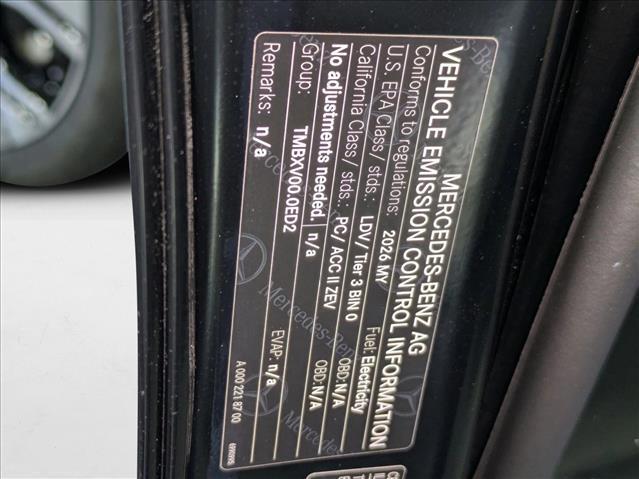 MERCEDES-BENZ AG
VEHICLE EMISSION CONTROL INFORMATION
Conforms to regulations: 2026 MY Fuel: Electricity
U.S. EPA Class/ stds.: LDV/ Tier 3 BIN 0 OBD: N/A
California Class/ stds.: PC/ ACC II ZEV OBD: N/A
No adjustments needed. n/a
Group: TMBXV00.0ED2 EVAP: n/a
Remarks: n/a
A 000 221 87 00
Mercedes-Benz